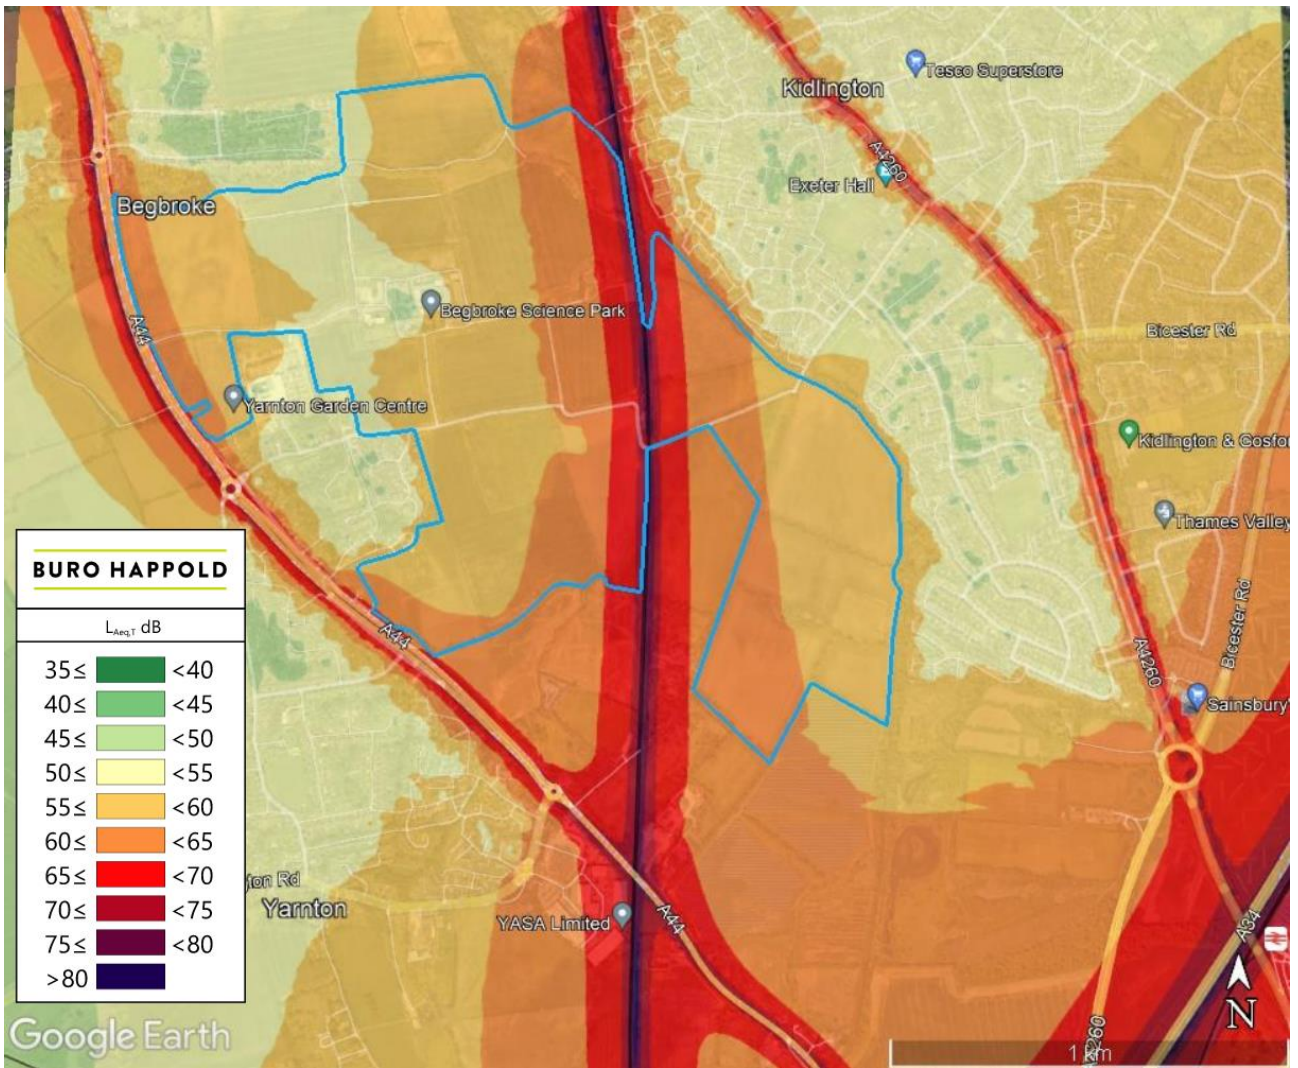 Kidlington
Tesco Superstore
A4260
Exeter Hall
Begbroke
A44
Begbroke Science Park
Bicester Rd
Yarnton Garden Centre
Kidlington & Gosfor
Thames Valley
BURO HAPPOLD
LAeq,T dB
35≤ <40
40≤ <45
45≤ <50
50≤ <55
55≤ <60
60≤ <65
65≤ <70
70≤ <75
75≤ <80
>80
A44
Bicester Rd
A4260
Sainsbury'
ton Rd
Yarnton
YASA Limited
A44
A34
N
A4260
Google Earth
1 km